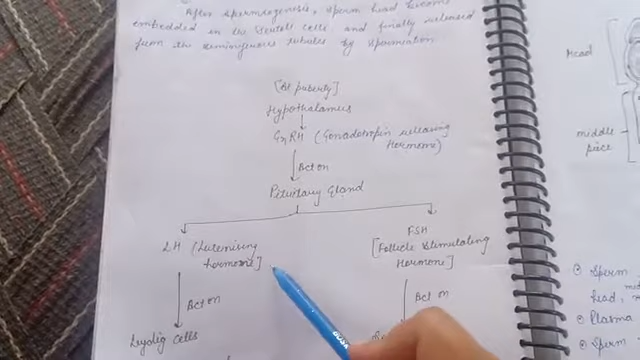 After spermiogenesis, sperm head become
embedded in the Sertoli cells and finally released
from the seminiferous tubules by spermiation.
[At puberty]
Hypothalamus
GnRH (Gonadotropin releasing
Hormone)
Act on
Pituitary Gland
LH (Luteinising
hormone]
FSH
[Follicle Stimulating
Hormone]
Act on
Act on
Leydig cells
Head
middle
piece
Sperm
head,
Plasma
Sperm